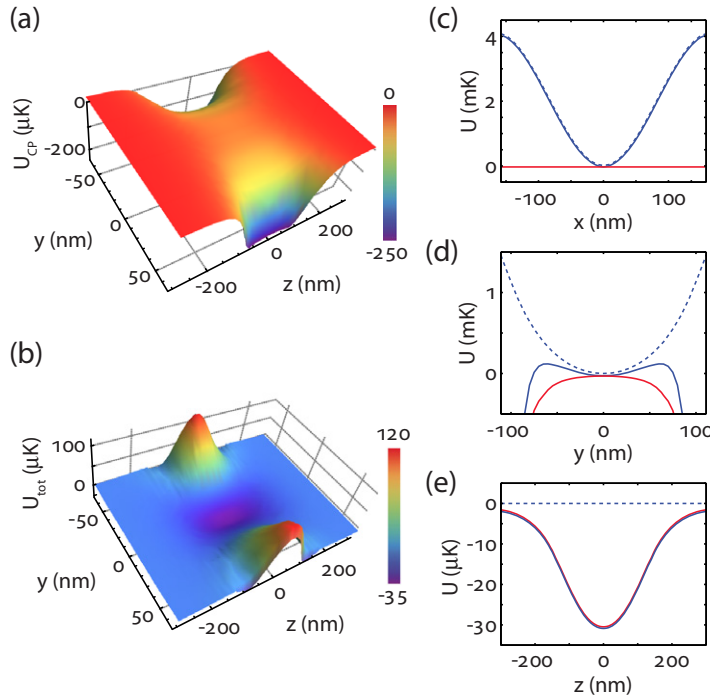 (a)
U_CP (μK)
0
-200
-50
0
50
y (nm)
-200
0
200
z (nm)
0
-250
(b)
U_tot (μK)
100
0
-50
0
50
y (nm)
-200
0
200
z (nm)
120
-35
(c)
U (mK)
4
2
0
-100 0 100
x (nm)
(d)
U (mK)
1
0
-100 0 100
y (nm)
(e)
U (μK)
0
-10
-20
-30
-200 0 200
z (nm)